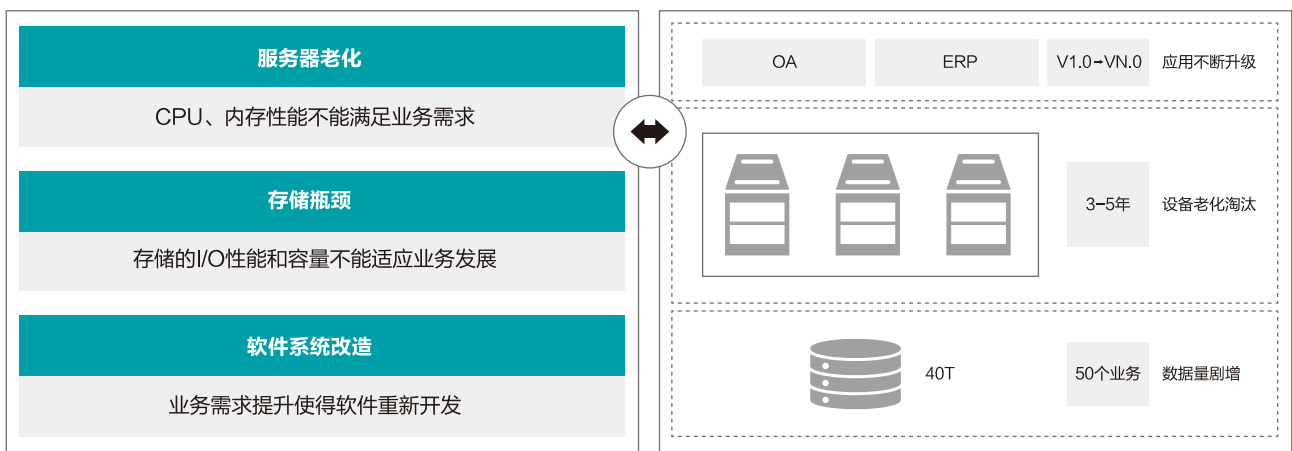 服务器老化
CPU、内存性能不能满足业务需求
存储瓶颈
存储的I/O性能和容量不能适应业务发展
软件系统改造
业务需求提升使得软件重新开发
OA
ERP
V1.0→VN.0
应用不断升级
3-5年
设备老化淘汰
40T
50个业务
数据量剧增